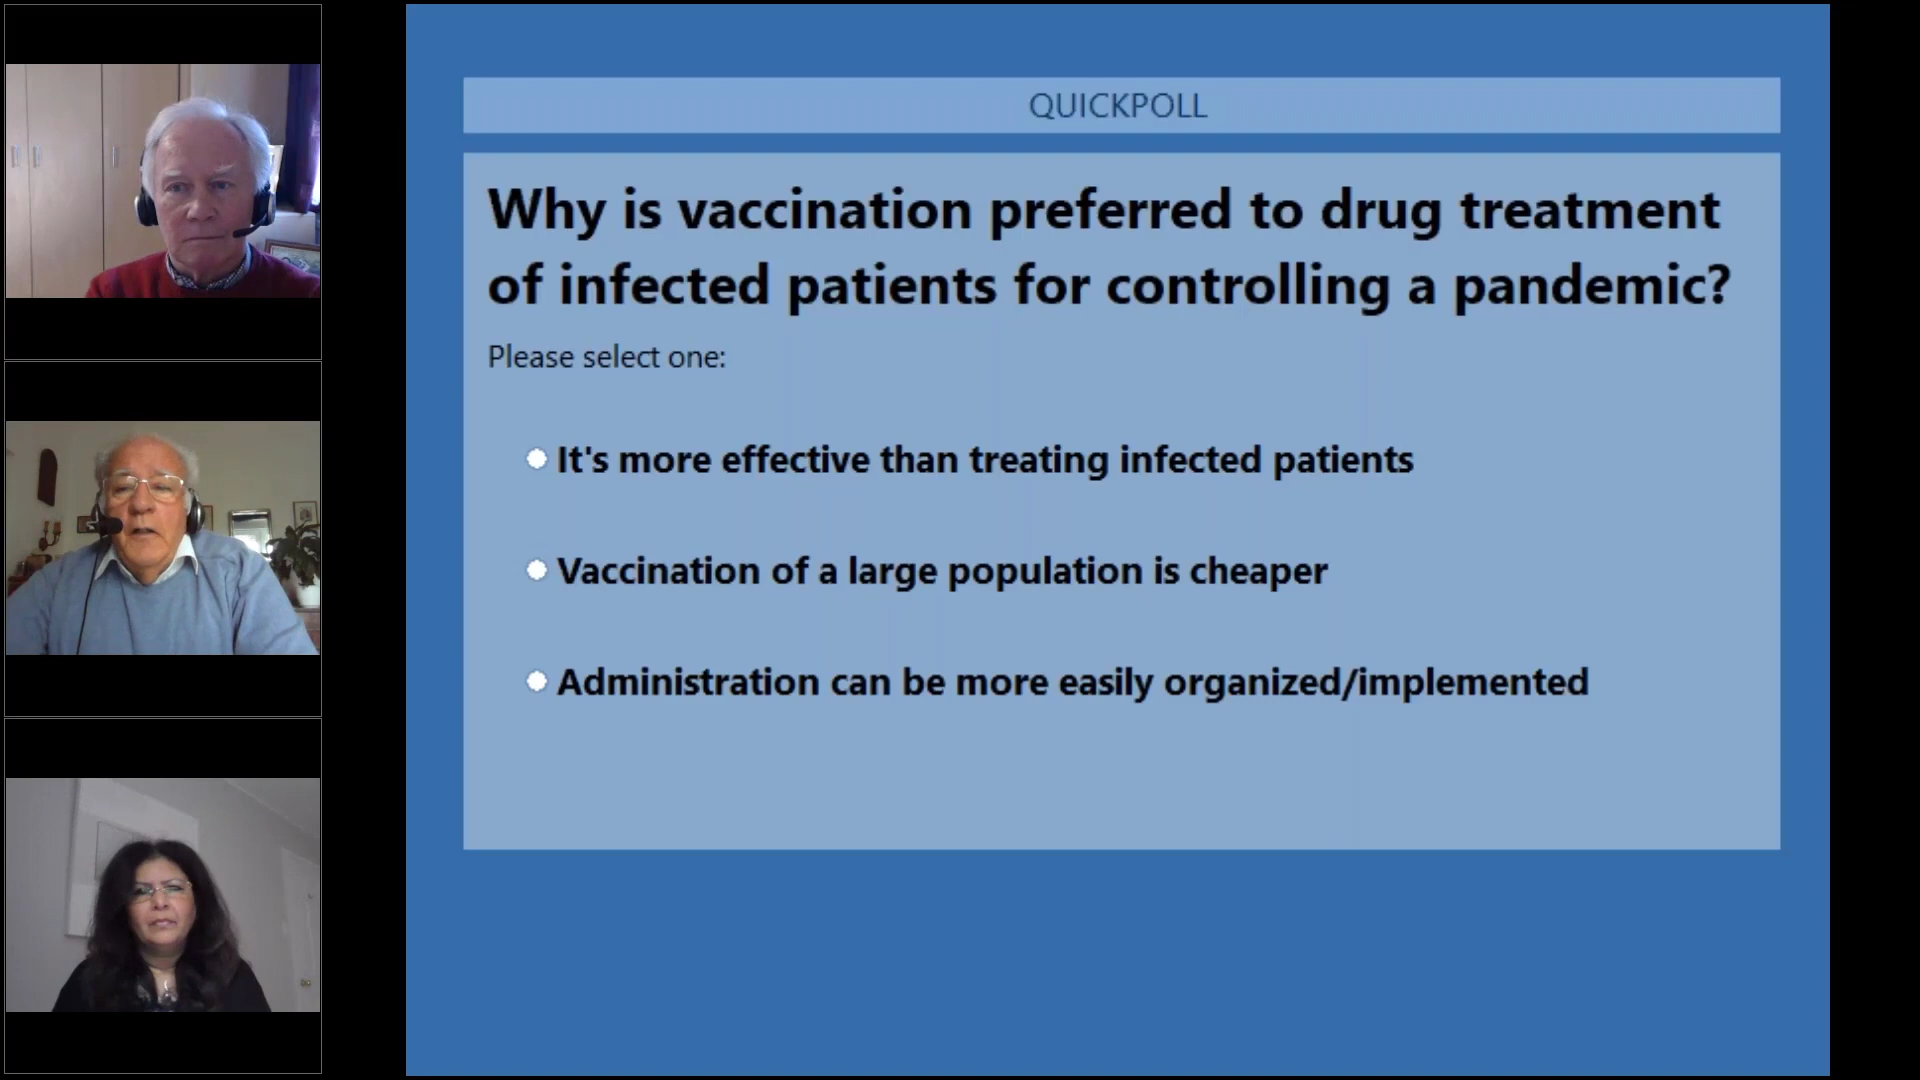 QUICKPOLL
Why is vaccination preferred to drug treatment
of infected patients for controlling a pandemic?
Please select one:
It's more effective than treating infected patients
Vaccination of a large population is cheaper
Administration can be more easily organized/implemented